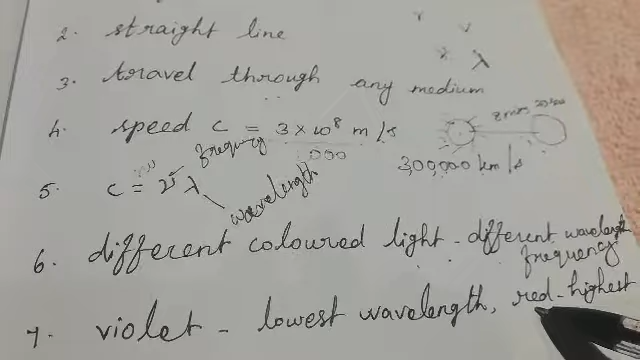 2. straight line
3. travel through any medium
λ
4. speed c = 3 × 10⁸ m/s
000
300,000 km/s
5. c = ν λ
frequency
wavelength
6. different coloured light - different wavelength
frequency
7. violet - lowest wavelength, red - highest